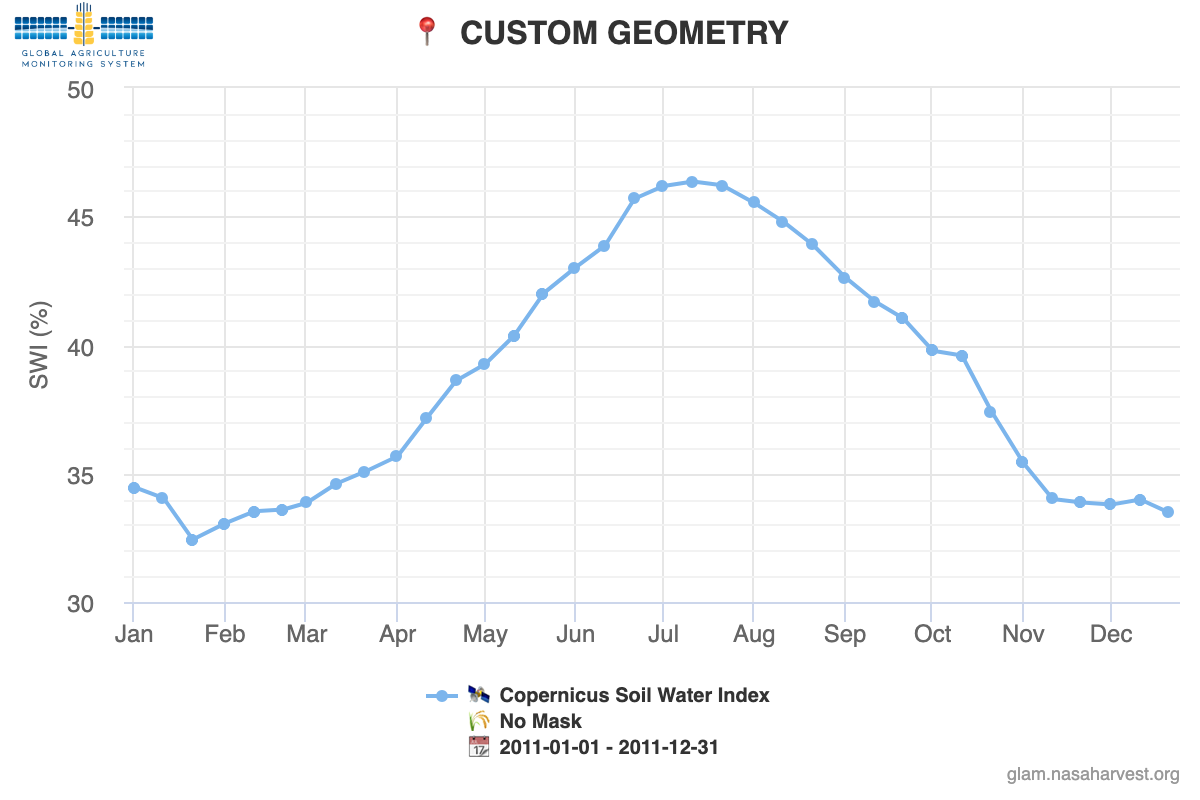 GLOBAL AGRICULTURE
MONITORING SYSTEM
CUSTOM GEOMETRY
50
45
40
35
30
SWI (%)
Jan Feb Mar Apr May Jun Jul Aug Sep Oct Nov Dec
Copernicus Soil Water Index
No Mask
17
2011-01-01 - 2011-12-31
glam.nasaharvest.org